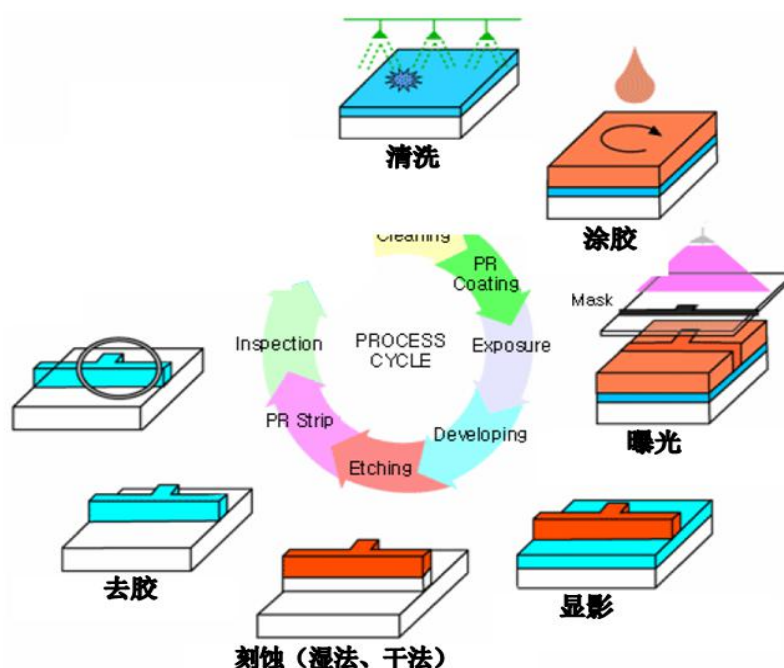 清洗
涂胶
Cleaning
PR
Coating
Mask
Inspection
PROCESS
CYCLE
Exposure
曝光
PR Strip
Developing
Etching
去胶
显影
刻蚀（湿法、干法）